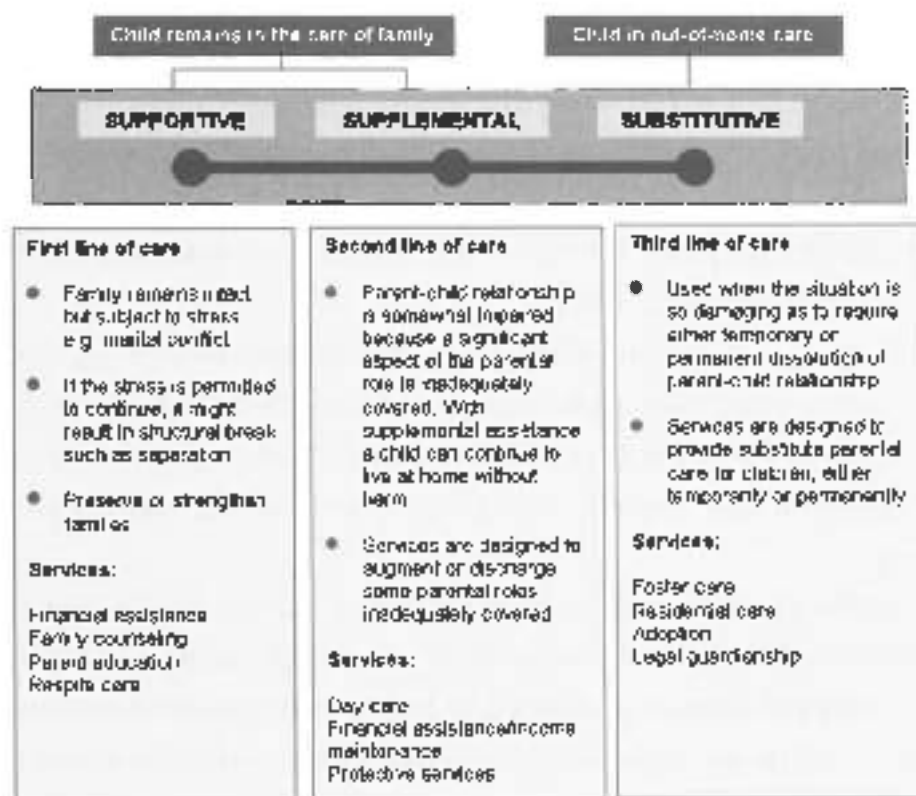 Child remains in the care of family
Child in out-of-home care
SUPPORTIVE
SUPPLEMENTAL
SUBSTITUTIVE
First line of care
Family remains intact
but subject to stress
e.g. marital conflict
If the stress is permitted
to continue, it might
result in structural break
such as separation
Preserve or strengthen
families
Services:
Financial assistance
Family counseling
Parent education
Respite care
Second line of care
Parent-child relationship
is somewhat impaired
because a significant
aspect of the parental
role is inadequately
covered. With
supplemental assistance
a child can continue to
live at home without
harm
Services are designed to
augment or discharge
some parental roles
inadequately covered
Services:
Day care
Financial assistance/income
maintenance
Protective services
Third line of care
Used when the situation is
so damaging as to require
either temporary or
permanent dissolution of
parent-child relationship
Services are designed to
provide substitute parental
care for children, either
temporarily or permanently
Services:
Foster care
Residential care
Adoption
Legal guardianship